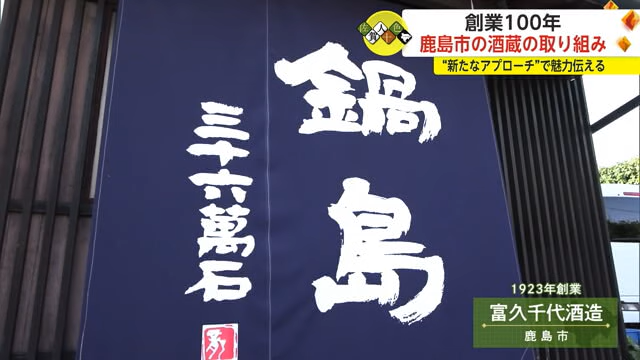 創業100年
鹿島市の酒蔵の取り組み
“新たなアプローチ”で魅力伝える
鍋島
三十六萬石
1923年創業
富久千代酒造
鹿島市